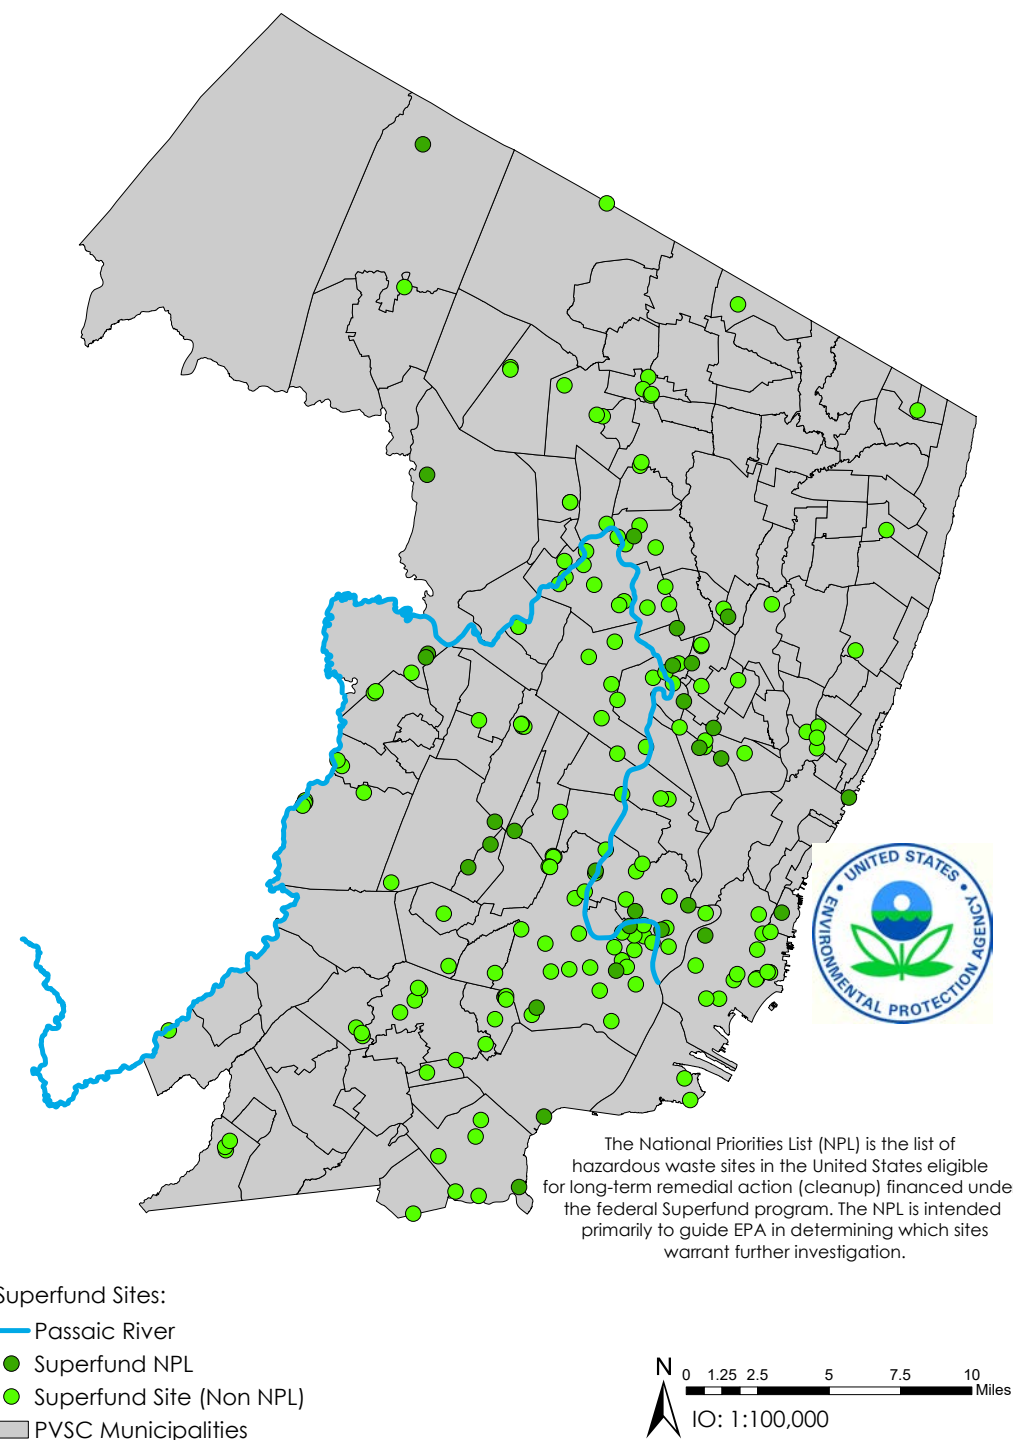 UNITED STATES
ENVIRONMENTAL PROTECTION AGENCY
The National Priorities List (NPL) is the list of
hazardous waste sites in the United States eligible
for long-term remedial action (cleanup) financed unde
the federal Superfund program. The NPL is intended
primarily to guide EPA in determining which sites
warrant further investigation.
Superfund Sites:
Passaic River
Superfund NPL
Superfund Site (Non NPL)
PVSC Municipalities
N
0 1.25 2.5 5 7.5 10
Miles
IO: 1:100,000